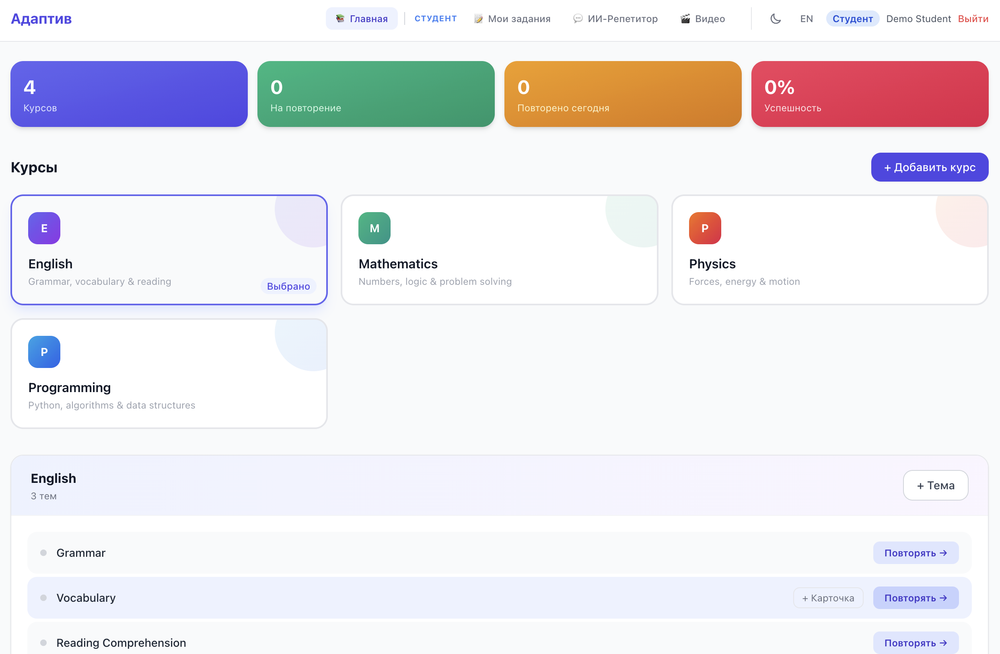 Адаптив
Главная
СТУДЕНТ
Мои задания
ИИ-Репетитор
Видео
EN
Студент
Demo Student
Выйти
4
Курсов
0
На повторение
0
Повторено сегодня
0%
Успешность
Курсы
+ Добавить курс
E
English
Grammar, vocabulary & reading
Выбрано
M
Mathematics
Numbers, logic & problem solving
P
Physics
Forces, energy & motion
P
Programming
Python, algorithms & data structures
English
3 тем
+ Тема
Grammar
Повторять →
Vocabulary
+ Карточка
Повторять →
Reading Comprehension
Повторять →